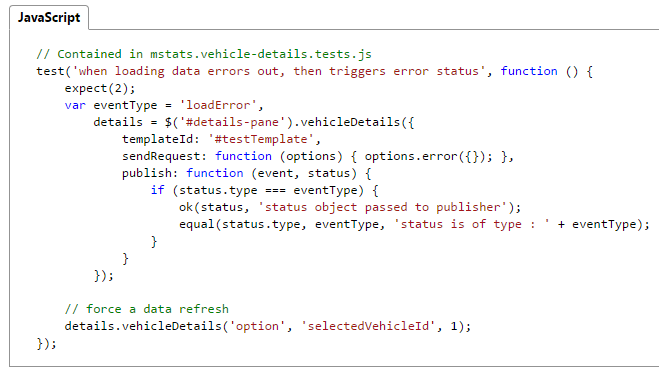 JavaScript
// Contained in mstats.vehicle-details.tests.js
test('when loading data errors out, then triggers error status', function () {
    expect(2);
    var eventType = 'loadError',
        details = $('#details-pane').vehicleDetails({
            templateId: '#testTemplate',
            sendRequest: function (options) { options.error({}); },
            publish: function (event, status) {
                if (status.type === eventType) {
                    ok(status, 'status object passed to publisher');
                    equal(status.type, eventType, 'status is of type : ' + eventType);
                }
            }
        });
    // force a data refresh
    details.vehicleDetails('option', 'selectedVehicleId', 1);
});